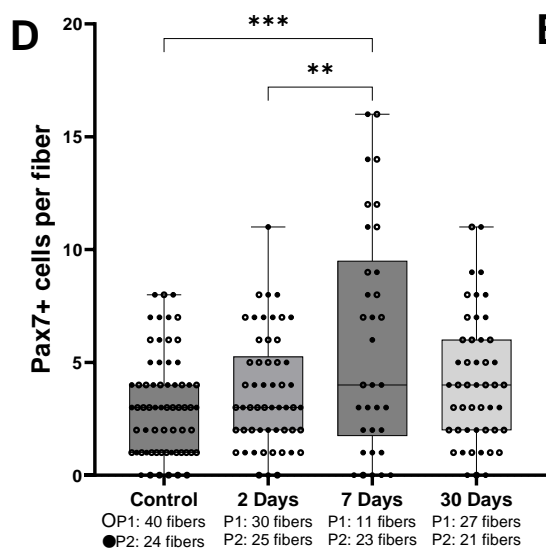 D
***
**
Pax7+ cells per fiber
20
15
10
5
0
Control 2 Days 7 Days 30 Days
P1: 40 fibers P1: 30 fibers P1: 11 fibers P1: 27 fibers
P2: 24 fibers P2: 25 fibers P2: 23 fibers P2: 21 fibers